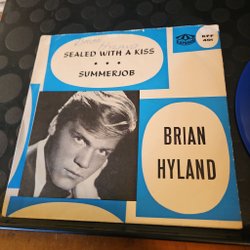 SEALED WITH A KISS
SUMMERJOB
BRIAN
HYLAND